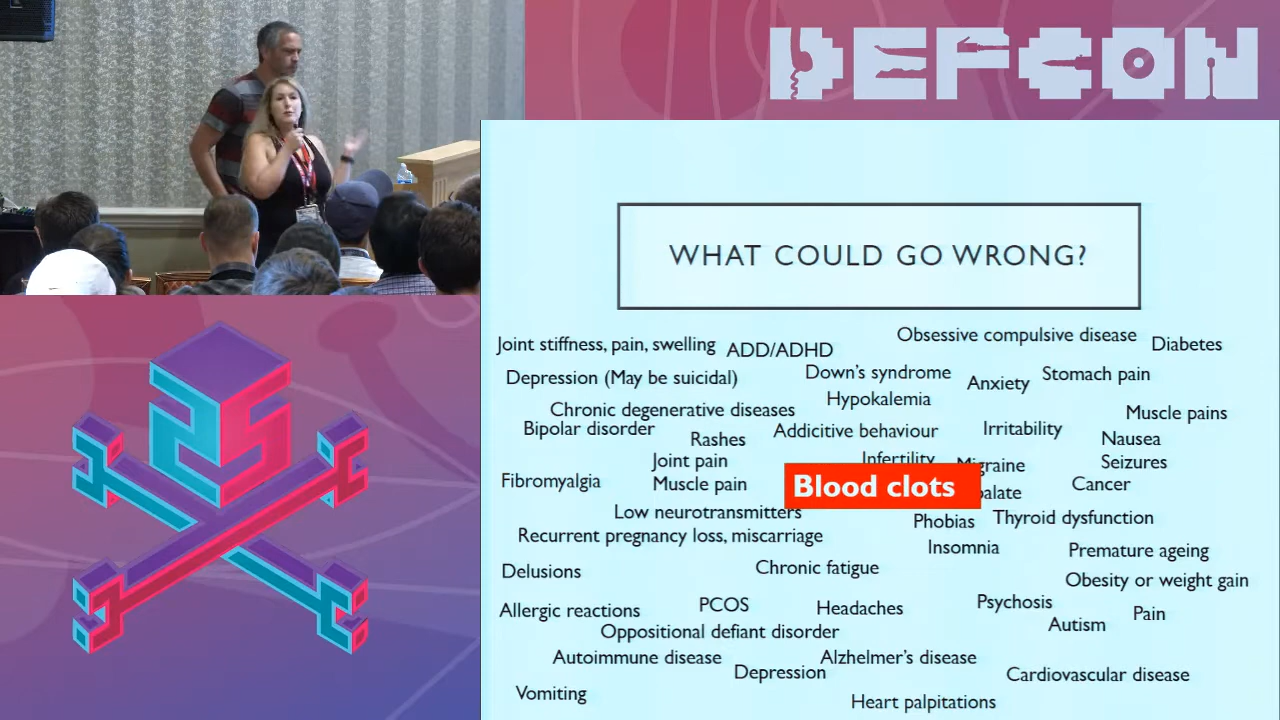 DEFCON
WHAT COULD GO WRONG?
Joint stiffness, pain, swelling
ADD/ADHD
Obsessive compulsive disease
Diabetes
Depression (May be suicidal)
Down's syndrome
Anxiety
Stomach pain
Hypokalemia
Chronic degenerative diseases
Muscle pains
Bipolar disorder
Rashes
Addicitive behaviour
Irritability
Nausea
Joint pain
Infertility
Migraine
Seizures
Fibromyalgia
Muscle pain
Blood clots
Cancer
Low neurotransmitters
Phobias
Thyroid dysfunction
Recurrent pregnancy loss, miscarriage
Insomnia
Premature ageing
Delusions
Chronic fatigue
Obesity or weight gain
Allergic reactions
PCOS
Headaches
Psychosis
Pain
Autism
Oppositional defiant disorder
Autoimmune disease
Alzhelmer's disease
Depression
Cardiovascular disease
Vomiting
Heart palpitations